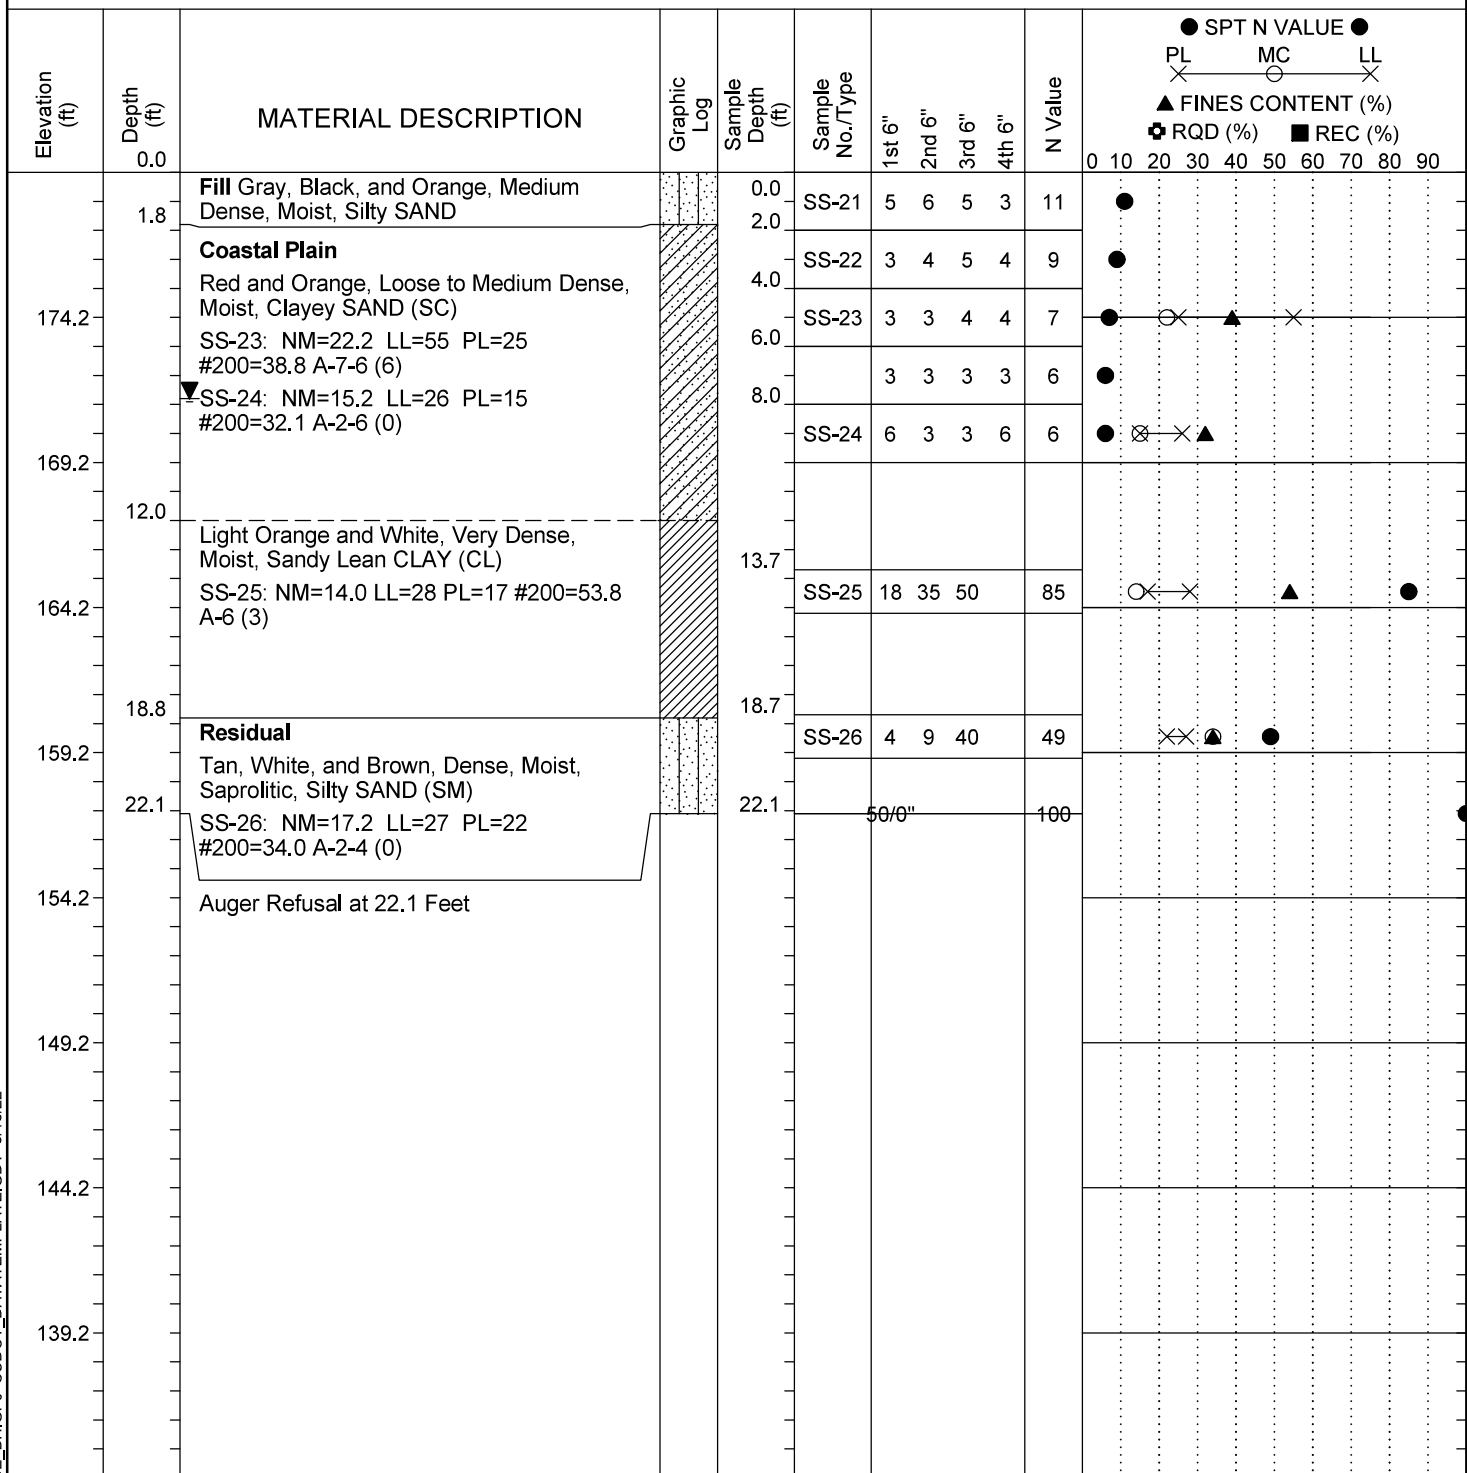 Elevation
(ft)
Depth
(ft)
0.0
MATERIAL DESCRIPTION
Graphic
Log
Sample
Depth
(ft)
Sample
No./Type
1st 6"
2nd 6"
3rd 6"
4th 6"
N Value
● SPT N VALUE ●
PL MC LL
▲ FINES CONTENT (%)
RQD (%) ■ REC (%)
0 10 20 30 40 50 60 70 80 90
Fill Gray, Black, and Orange, Medium
Dense, Moist, Silty SAND
1.8
0.0
2.0
SS-21 5 6 5 3 11
Coastal Plain
Red and Orange, Loose to Medium Dense,
Moist, Clayey SAND (SC)
SS-22 3 4 5 4 9
4.0
174.2
SS-23 3 3 4 4 7
6.0
SS-23: NM=22.2 LL=55 PL=25
#200=38.8 A-7-6 (6)
3 3 3 3 6
8.0
SS-24: NM=15.2 LL=26 PL=15
#200=32.1 A-2-6 (0)
SS-24 6 3 3 6 6
169.2
12.0
Light Orange and White, Very Dense,
Moist, Sandy Lean CLAY (CL)
13.7
SS-25: NM=14.0 LL=28 PL=17 #200=53.8
A-6 (3)
SS-25 18 35 50 85
164.2
18.8
18.7
Residual
SS-26 4 9 40 49
159.2
Tan, White, and Brown, Dense, Moist,
Saprolitic, Silty SAND (SM)
22.1
22.1
50/0" 100
SS-26: NM=17.2 LL=27 PL=22
#200=34.0 A-2-4 (0)
154.2
Auger Refusal at 22.1 Feet
149.2
144.2
139.2